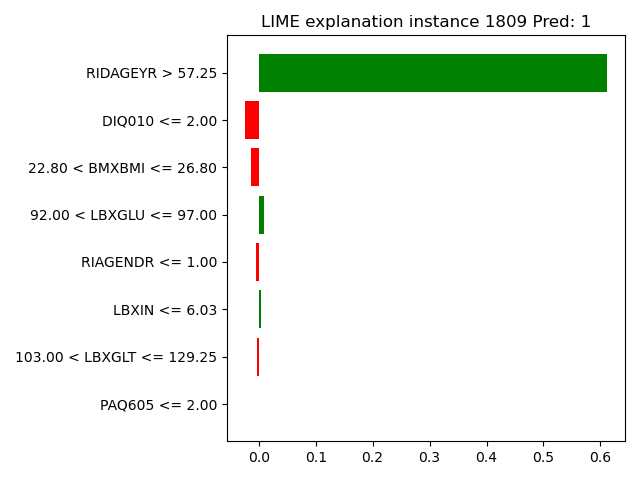 LIME explanation instance 1809 Pred: 1
RIDAGEYR > 57.25
DIQ010 <= 2.00
22.80 < BMXBMI <= 26.80
92.00 < LBXGLU <= 97.00
RIAGENDR <= 1.00
LBXIN <= 6.03
103.00 < LBXGLT <= 129.25
PAQ605 <= 2.00
0.0 0.1 0.2 0.3 0.4 0.5 0.6